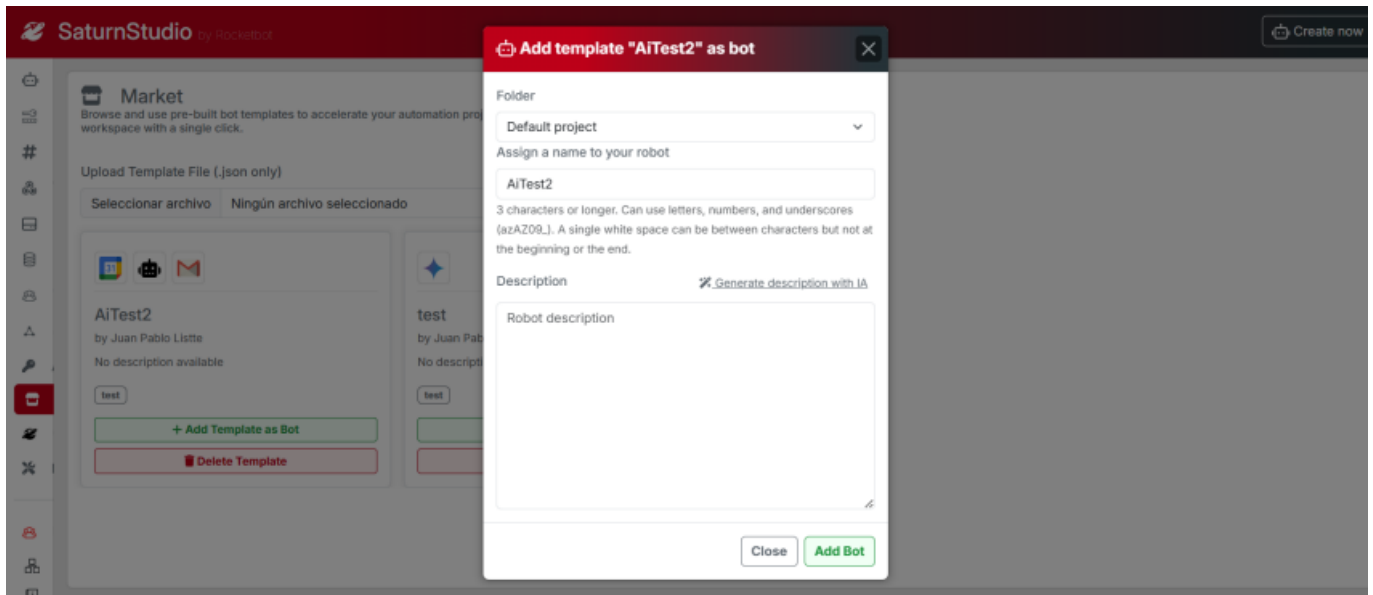 SaturnStudio by Rocketbot
Create now
Market
Browse and use pre-built bot templates to accelerate your automation proj
workspace with a single click.
Upload Template File (.json only)
Seleccionar archivo Ningún archivo seleccionado
31
AiTest2
by Juan Pablo Listte
No description available
test
+ Add Template as Bot
Delete Template
test
by Juan Pab
No descripti
test
Add template "AiTest2" as bot
Folder
Default project
Assign a name to your robot
AiTest2
3 characters or longer. Can use letters, numbers, and underscores
(azAZ09_). A single white space can be between characters but not at
the beginning or the end.
Description
Generate description with IA
Robot description
Close
Add Bot